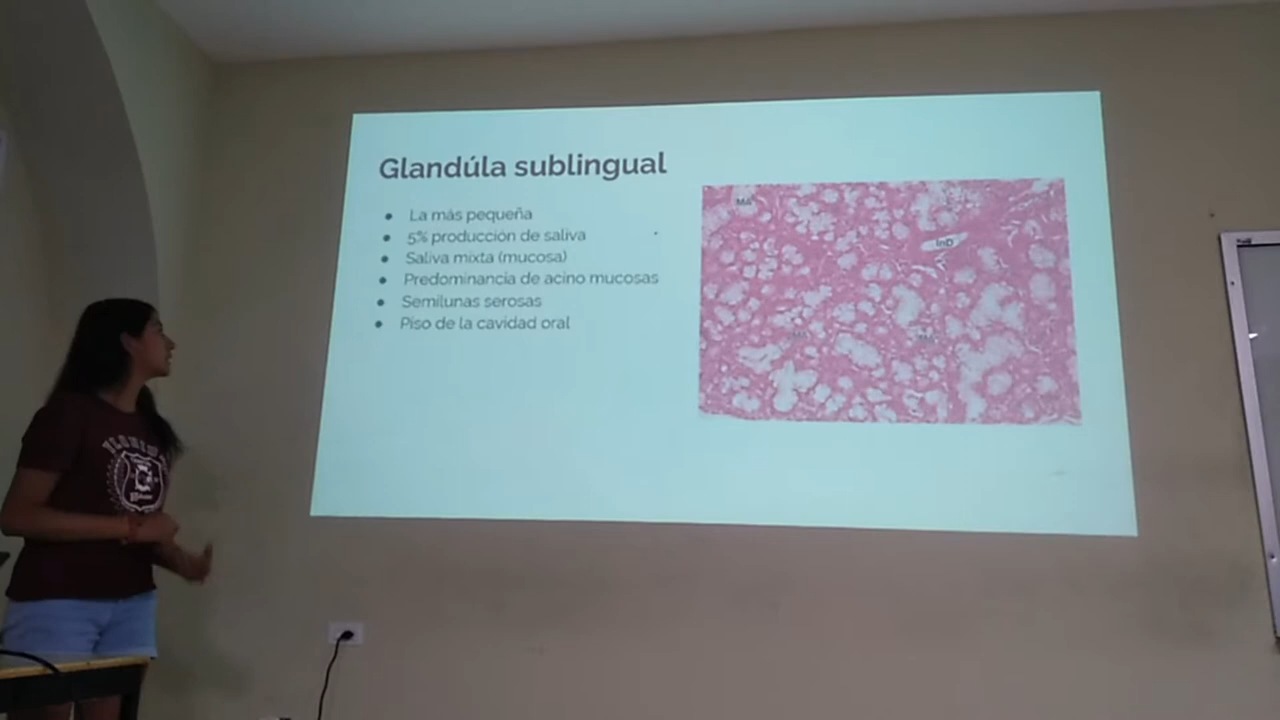 Glandúla sublingual
● La más pequeña
● 5% producción de saliva
● Saliva mixta (mucosa)
● Predominancia de acino mucosas
● Semilunas serosas
● Piso de la cavidad oral
MA
InD